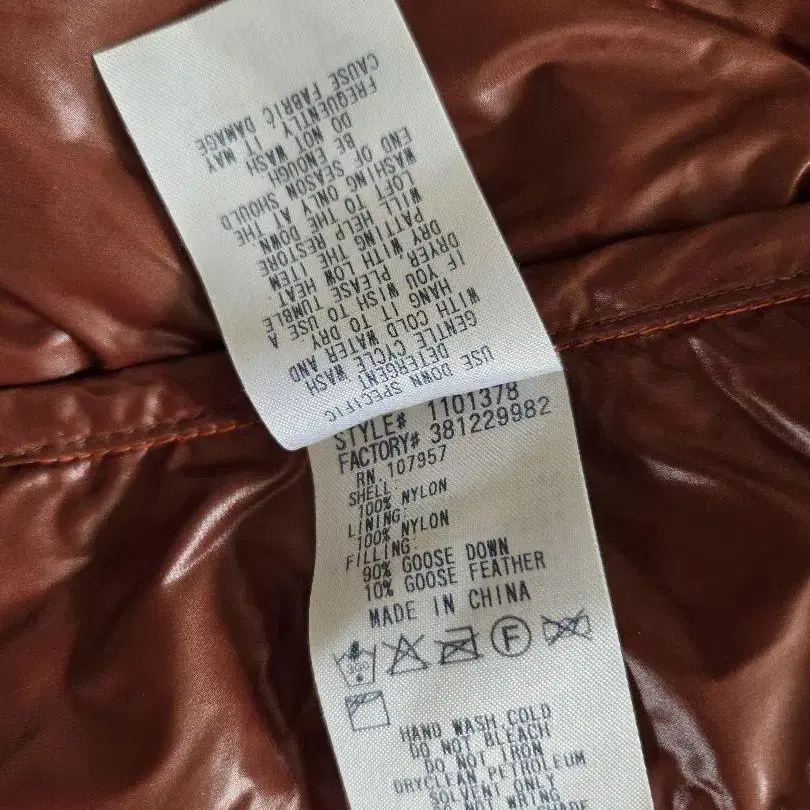 USE DOWN SPECIFIC
DETERGENT WASH
GENTLE CYCLE
WITH COLD WATER AND
HANG IT TO DRY
IF YOU WISH TO USE A
DRYER PLEASE TUMBLE
WITH LOW HEAT.
PATTING THE ITEM
WILL HELP RESTORE
LOFT TO THE DOWN
WASHING ONLY AT THE
END OF SEASON SHOULD
BE ENOUGH
DO NOT WASH
FREQUENTLY IT MAY
CAUSE FABRIC DAMAGE
STYLE# 1101378
FACTORY# 381229982
RN 107957
SHELL:
100% NYLON
LINING:
100% NYLON
FILLING:
90% GOOSE DOWN
10% GOOSE FEATHER
MADE IN CHINA
F
HAND WASH COLD
DO NOT BLEACH
DO NOT IRON
DRYCLEAN PETROLEUM
SOLVENT ONLY
NOT WRING